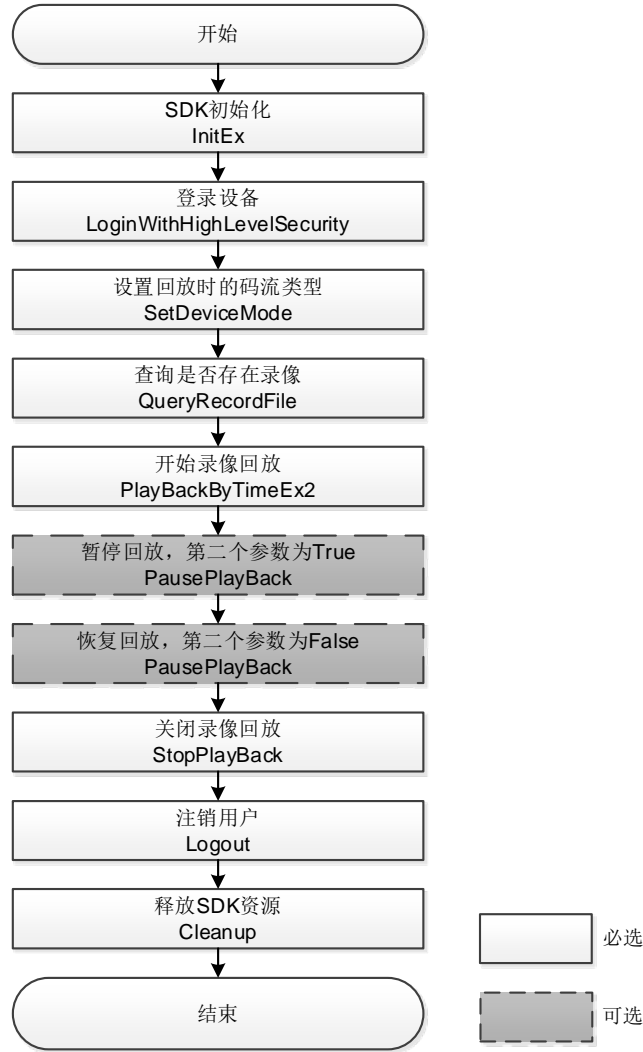 开始
SDK初始化
InitEx
登录设备
LoginWithHighLevelSecurity
设置回放时的码流类型
SetDeviceMode
查询是否存在录像
QueryRecordFile
开始录像回放
PlayBackByTimeEx2
暂停回放，第二个参数为True
PausePlayBack
恢复回放，第二个参数为False
PausePlayBack
关闭录像回放
StopPlayBack
注销用户
Logout
释放SDK资源
Cleanup
结束
必选
可选